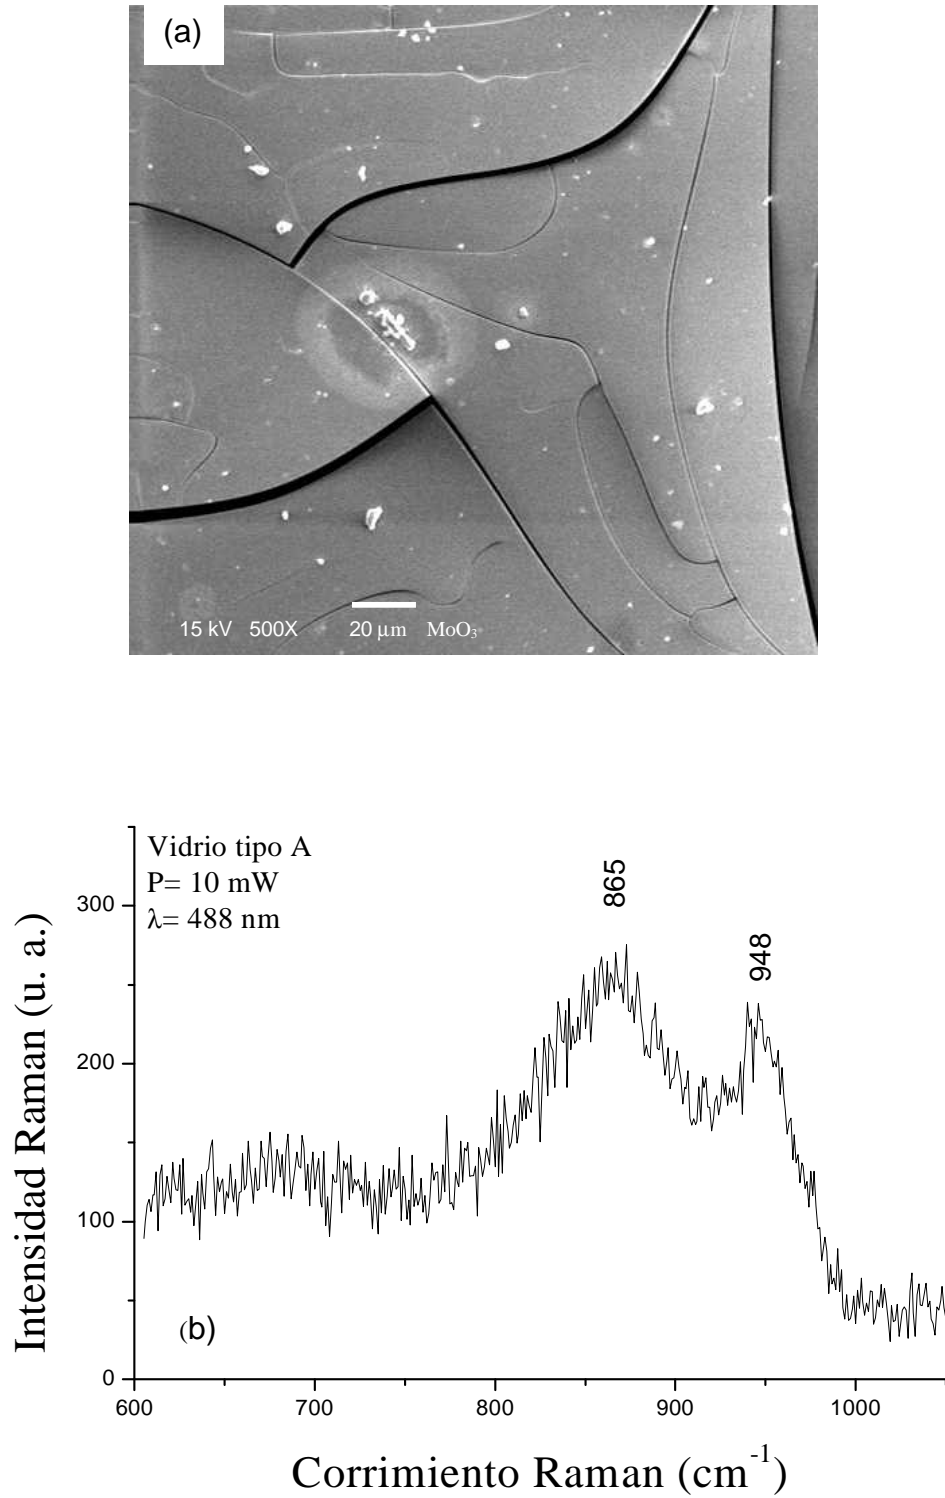 (a)
15 kV 500X 20 μm MoO₃
Vidrio tipo A
P= 10 mW
λ= 488 nm
865
948
Intensidad Raman (u. a.)
300
200
100
0
(b)
600 700 800 900 1000
Corrimiento Raman (cm⁻¹)